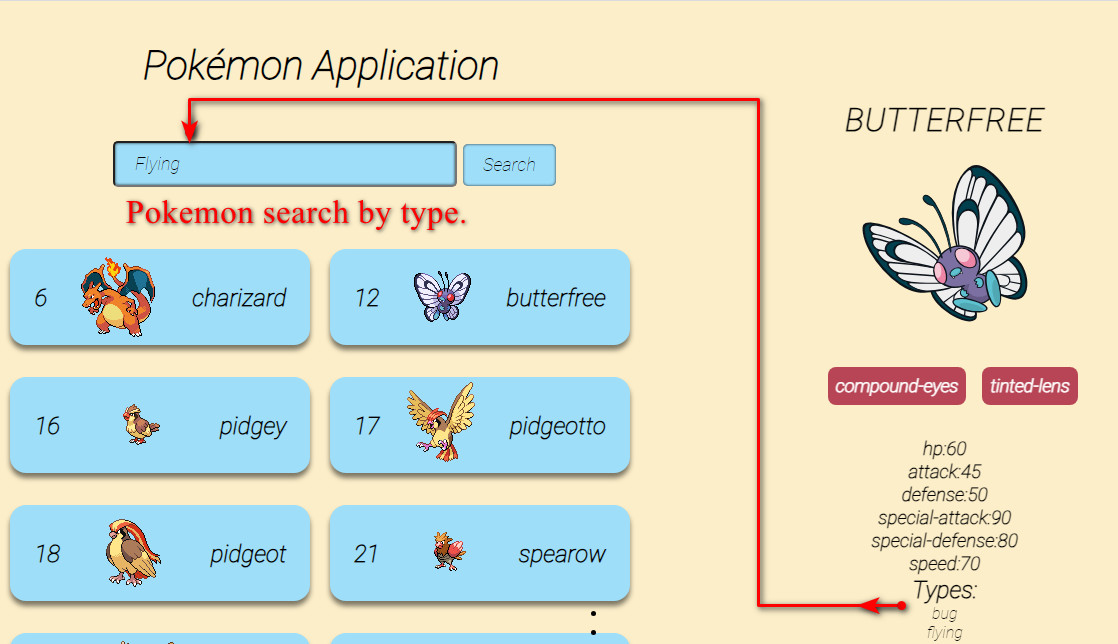 Pokémon Application
Flying
Search
Pokemon search by type.
6
charizard
12
butterfree
16
pidgey
17
pidgeotto
18
pidgeot
21
spearow
BUTTERFREE
compound-eyes
tinted-lens
hp:60
attack:45
defense:50
special-attack:90
special-defense:80
speed:70
Types:
bug
flying